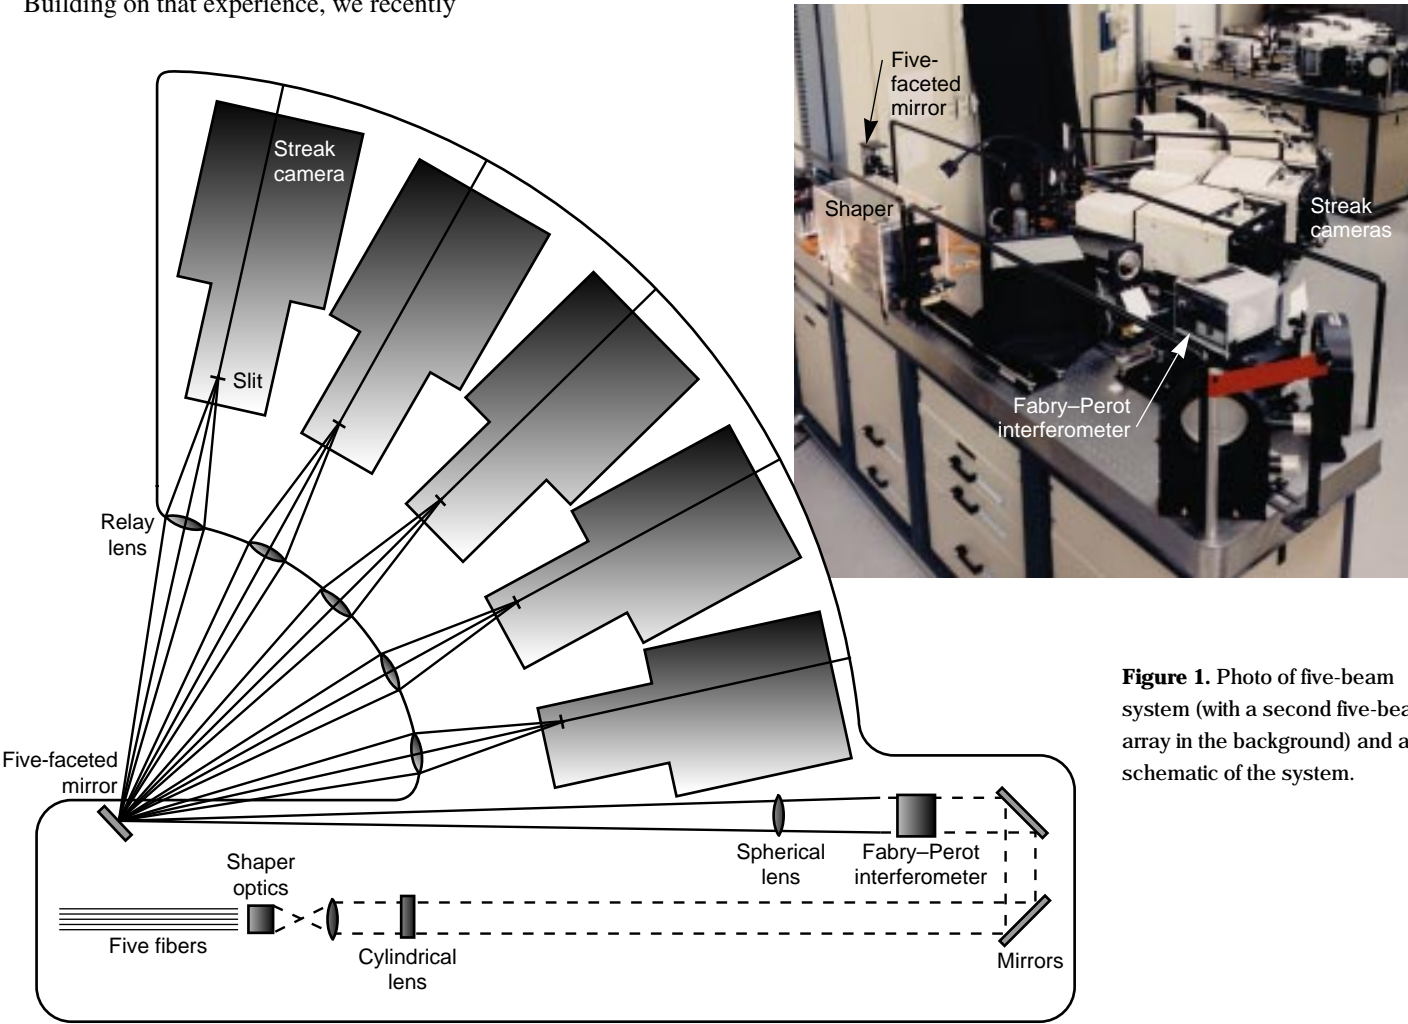 Building on that experience, we recently
Five-
faceted
mirror
Shaper
Streak
cameras
Fabry–Perot
interferometer
Streak
camera
Slit
Relay
lens
Five-faceted
mirror
Shaper
optics
Five fibers
Cylindrical
lens
Spherical
lens
Fabry–Perot
interferometer
Mirrors
Figure 1. Photo of five-beam
system (with a second five-bea
array in the background) and a
schematic of the system.